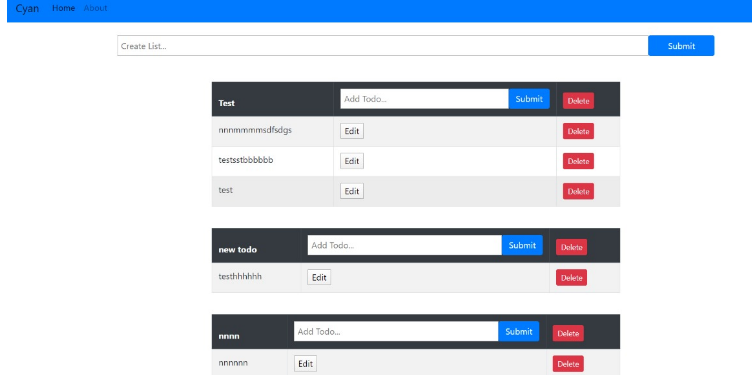 Cyan Home About
Create List... Submit
Test Add Todo... Submit Delete
nnnmmmmsdfsdgs Edit Delete
testsstbbbbbb Edit Delete
test Edit Delete
new todo Add Todo... Submit Delete
testhhhhhh Edit Delete
nnnn Add Todo... Submit Delete
nnnnnn Edit Delete